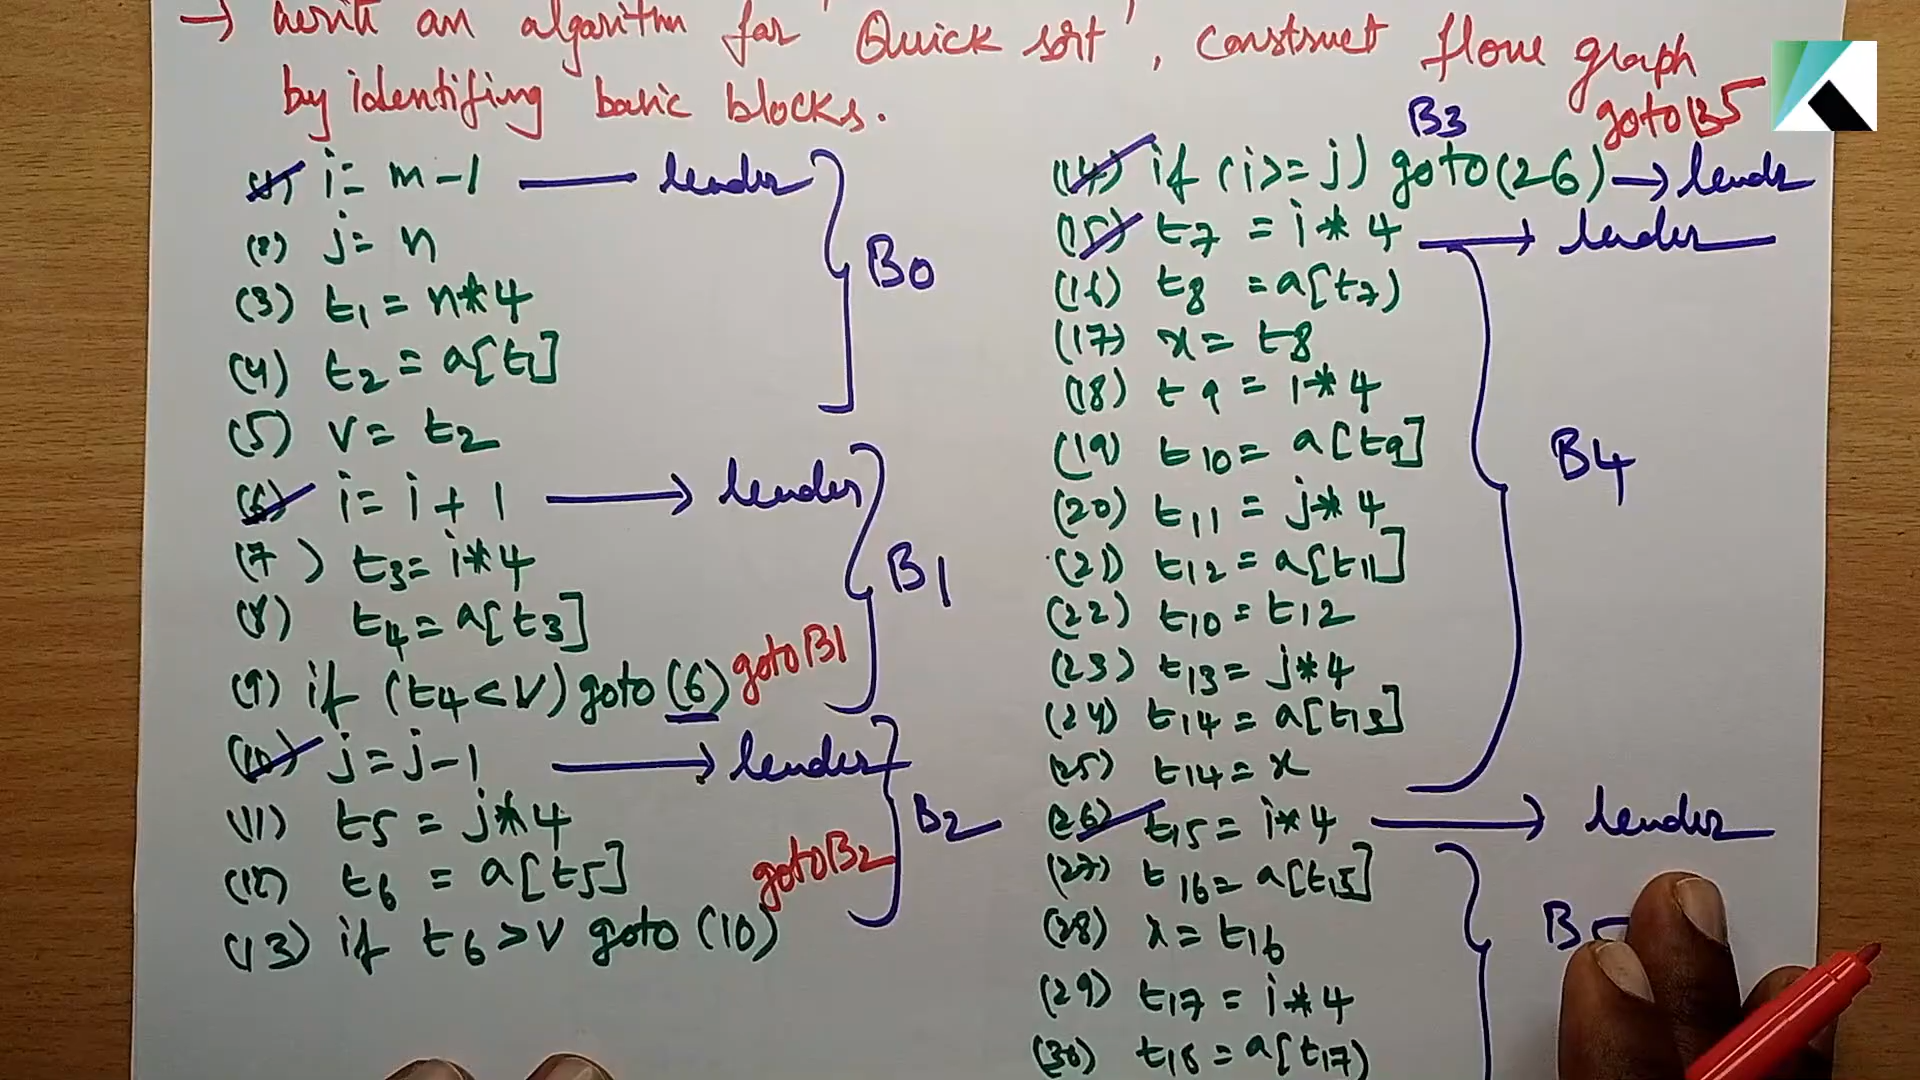 → write an algorithm for 'Quick sort', construct flow graph
by identifying basic blocks.
(1) i = m-1 — leader
(2) j = n
(3) t1 = n*4
(4) t2 = a[t1]
(5) v = t2
B0
(6) i = i + 1 → leader
(7) t3 = i*4
(8) t4 = a[t3]
(9) if (t4 < v) goto (6) goto B1
B1
(10) j = j-1 → leader
(11) t5 = j*4
(12) t6 = a[t5]
(13) if t6 > v goto (10) goto B2
B2
B3 goto B5
(14) if (i >= j) goto (26) → leader
(15) t7 = i*4 → leader
(16) t8 = a[t7)
(17) x = t8
(18) t9 = i*4
(19) t10 = a[t9]
(20) t11 = j*4
(21) t12 = a[t11]
(22) t10 = t12
(23) t13 = j*4
(24) t14 = a[t13]
(25) t14 = x
B4
(26) t15 = i*4 → leader
(27) t16 = a[t15]
(28) x = t16
(29) t17 = i*4
(30) t18 = a[t17)